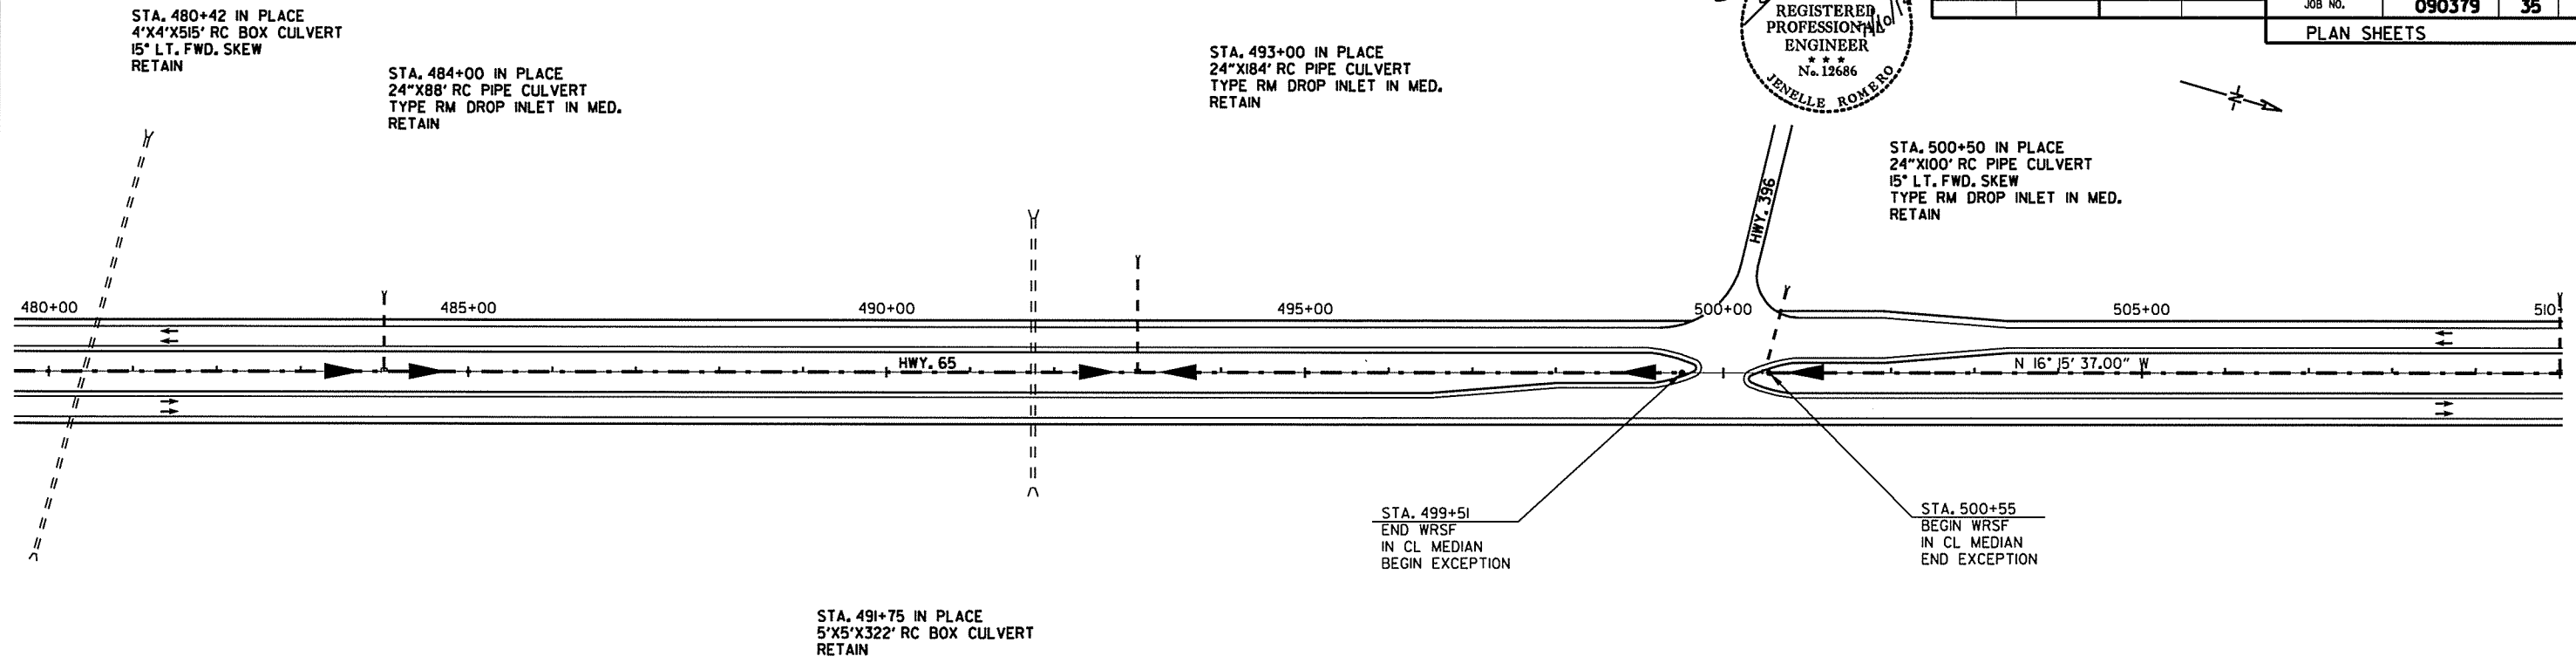 STA. 480+42 IN PLACE
4'X4'X515' RC BOX CULVERT
15° LT. FWD. SKEW
RETAIN
STA. 484+00 IN PLACE
24"X88' RC PIPE CULVERT
TYPE RM DROP INLET IN MED.
RETAIN
STA. 493+00 IN PLACE
24"X184' RC PIPE CULVERT
TYPE RM DROP INLET IN MED.
RETAIN
REGISTERED
PROFESSIONAL
ENGINEER
* * *
No. 12686
JENELLE ROMERO
JOB NO. 090379 35
PLAN SHEETS
N
STA. 500+50 IN PLACE
24"X100' RC PIPE CULVERT
15° LT. FWD. SKEW
TYPE RM DROP INLET IN MED.
RETAIN
HWY. 396
480+00 485+00 490+00 495+00 500+00 505+00
HWY. 65
N 16° 15' 37.00" W
STA. 499+51
END WRSF
IN CL MEDIAN
BEGIN EXCEPTION
STA. 500+55
BEGIN WRSF
IN CL MEDIAN
END EXCEPTION
STA. 491+75 IN PLACE
5'X5'X322' RC BOX CULVERT
RETAIN